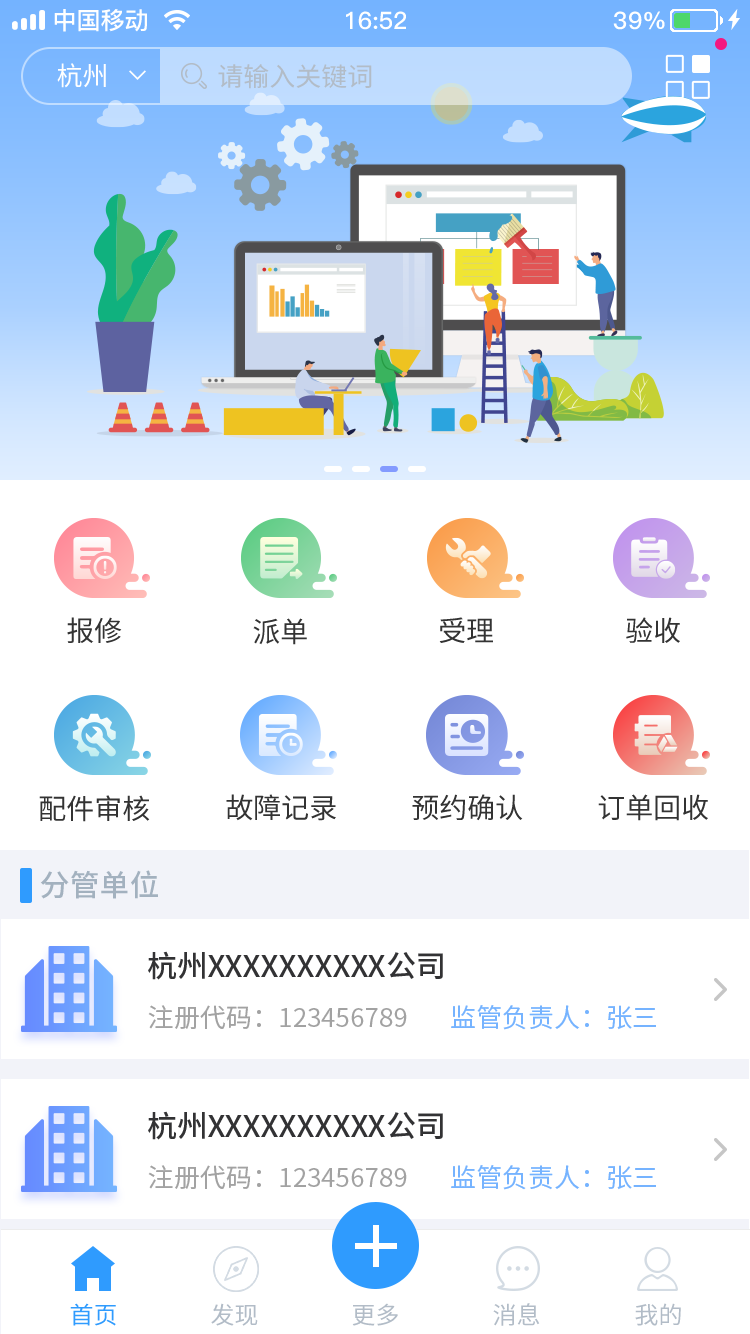 中国移动 16:52 39%
杭州 请输入关键词
报修 派单 受理 验收
配件审核 故障记录 预约确认 订单回收
分管单位
杭州XXXXXXXXXX公司
注册代码：123456789 监管负责人：张三
杭州XXXXXXXXXX公司
注册代码：123456789 监管负责人：张三
首页 发现 更多 消息 我的